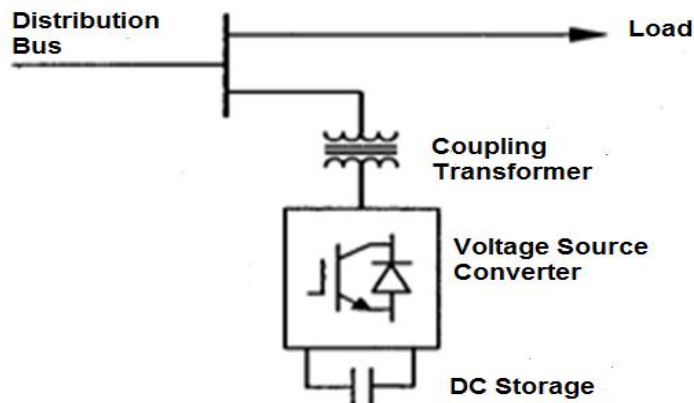 Distribution
Bus
Load
Coupling
Transformer
Voltage Source
Converter
DC Storage